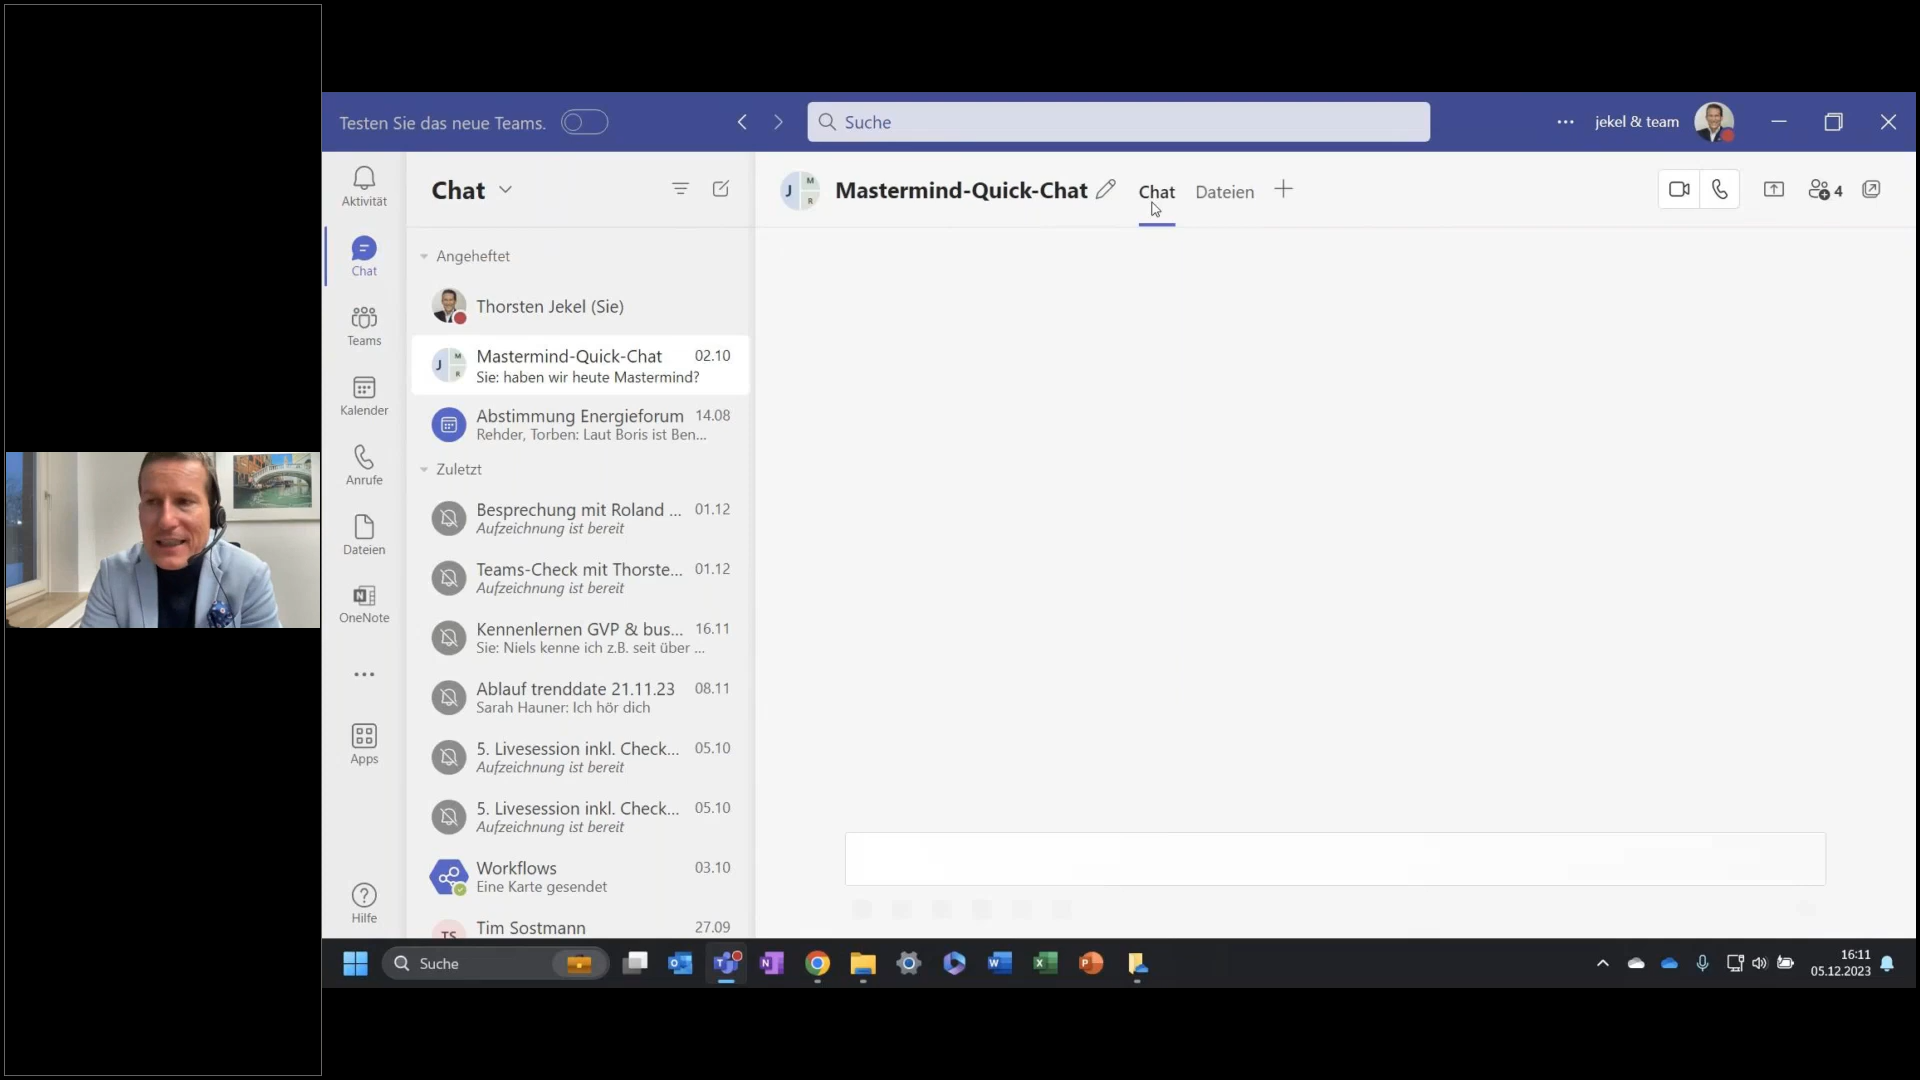 Testen Sie das neue Teams.
Suche
jekel & team
Aktivität
Chat
Teams
Kalender
Anrufe
Dateien
OneNote
Apps
Hilfe
Chat
Angeheftet
Thorsten Jekel (Sie)
Mastermind-Quick-Chat 02.10
Sie: haben wir heute Mastermind?
Abstimmung Energieforum 14.08
Rehder, Torben: Laut Boris ist Ben...
Zuletzt
Besprechung mit Roland ... 01.12
Aufzeichnung ist bereit
Teams-Check mit Thorste... 01.12
Aufzeichnung ist bereit
Kennenlernen GVP & bus... 16.11
Sie: Niels kenne ich z.B. seit über ...
Ablauf trenddate 21.11.23 08.11
Sarah Hauner: Ich hör dich
5. Livesession inkl. Check... 05.10
Aufzeichnung ist bereit
5. Livesession inkl. Check... 05.10
Aufzeichnung ist bereit
Workflows 03.10
Eine Karte gesendet
TS Tim Sostmann 27.09
J M R Mastermind-Quick-Chat Chat Dateien 4
Suche
16:11
05.12.2023